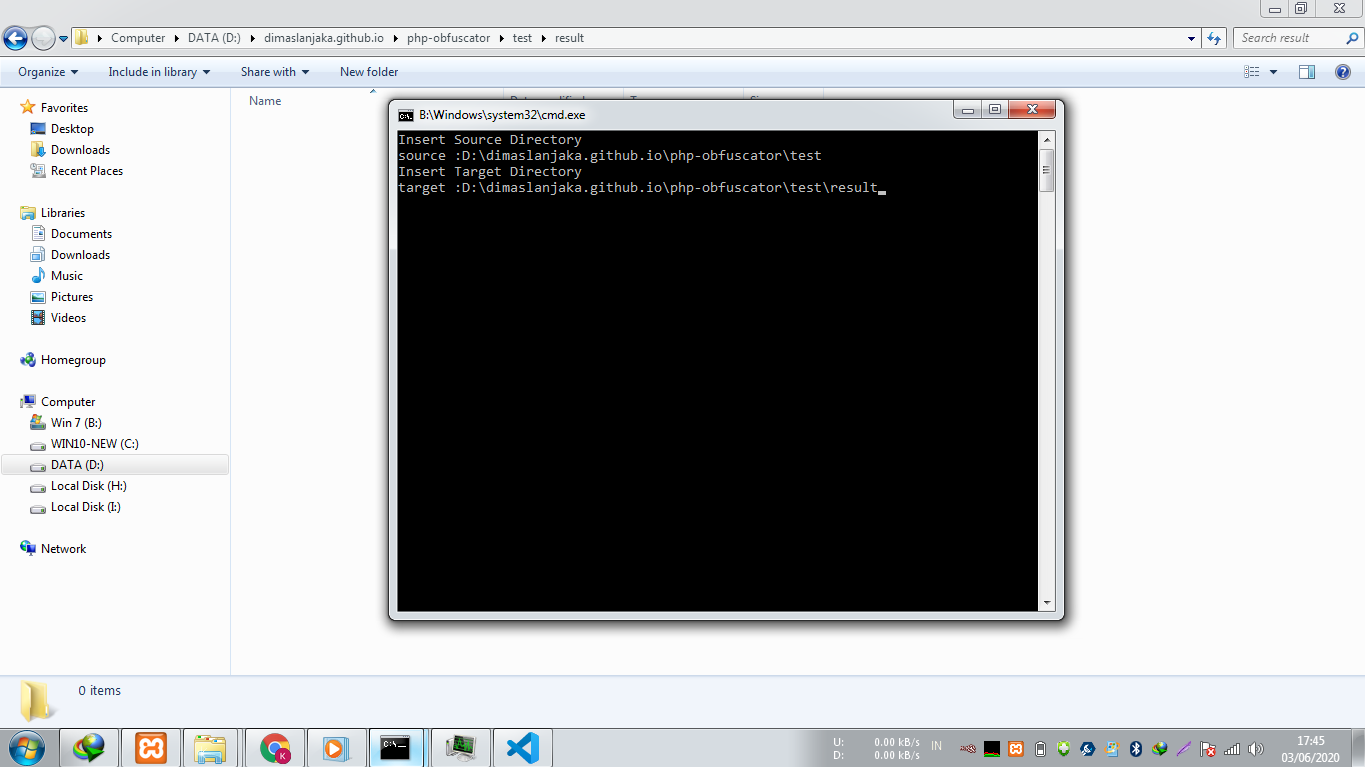 Computer DATA (D:) dimaslanjaka.github.io php-obfuscator test result
Search result
Organize Include in library Share with New folder
Name
Favorites
Desktop
Downloads
Recent Places
Libraries
Documents
Downloads
Music
Pictures
Videos
Homegroup
Computer
Win 7 (B:)
WIN10-NEW (C:)
DATA (D:)
Local Disk (H:)
Local Disk (I:)
Network
B:\Windows\system32\cmd.exe
Insert Source Directory
source :D:\dimaslanjaka.github.io\php-obfuscator\test
Insert Target Directory
target :D:\dimaslanjaka.github.io\php-obfuscator\test\result
0 items
C:\._
K
U: 0.00 kB/s
D: 0.00 kB/s
IN
17:45
03/06/2020